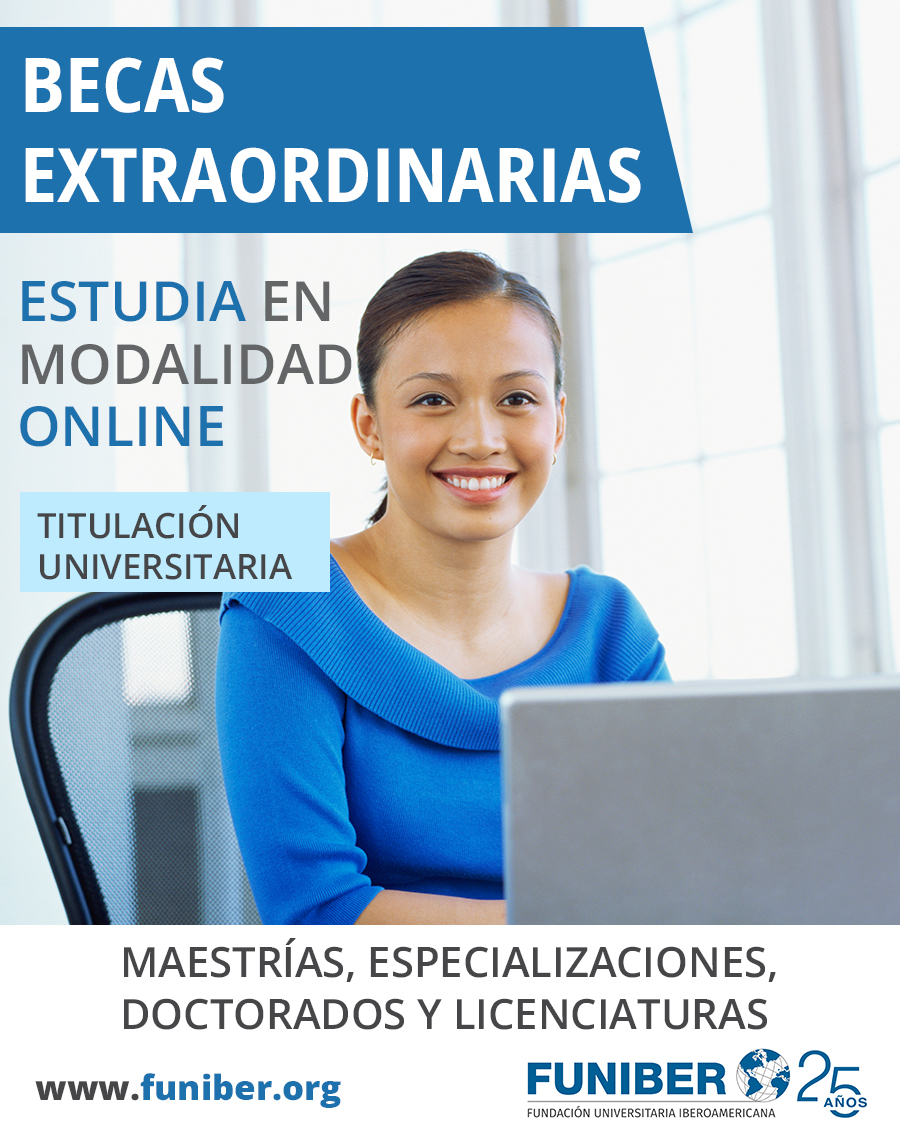 BECAS
EXTRAORDINARIAS
ESTUDIA EN
MODALIDAD
ONLINE
TITULACIÓN
UNIVERSITARIA
MAESTRÍAS, ESPECIALIZACIONES,
DOCTORADOS Y LICENCIATURAS
www.funiber.org
FUNIBER
FUNDACIÓN UNIVERSITARIA IBEROAMERICANA
25
AÑOS